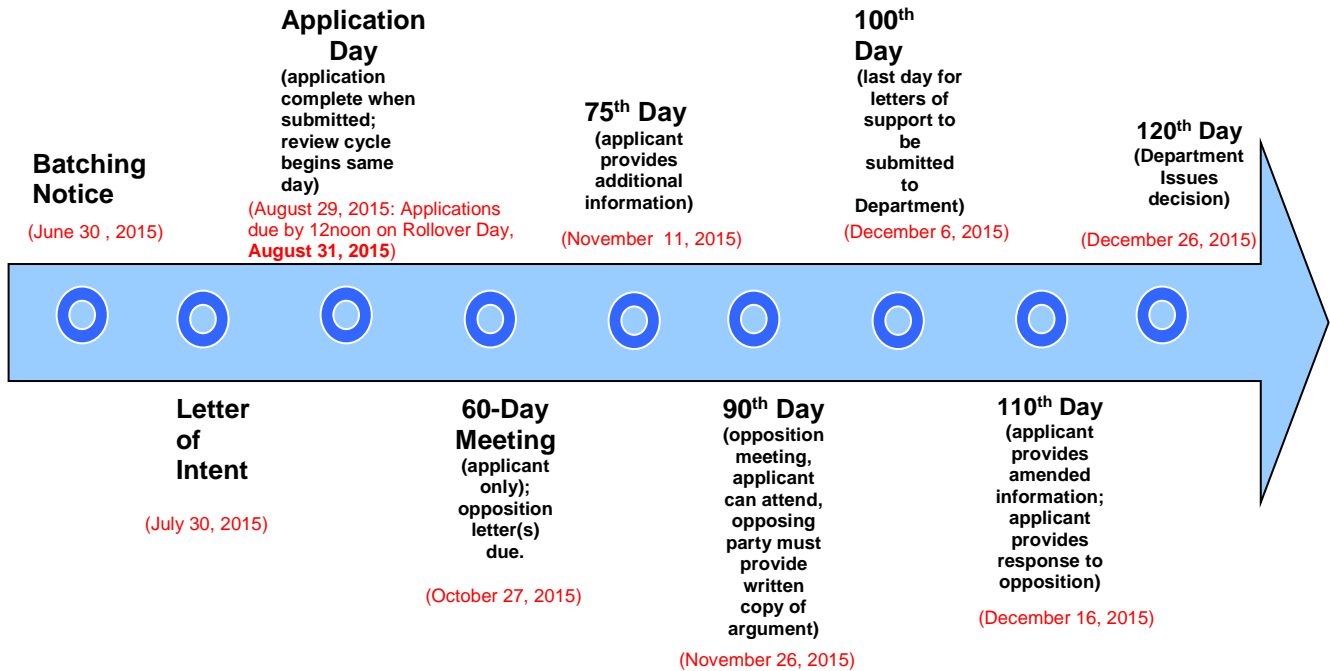 Batching
Notice
(June 30 , 2015)
Letter
of
Intent
(July 30, 2015)
Application
Day
(application
complete when
submitted;
review cycle
begins same
day)
(August 29, 2015: Applications
due by 12noon on Rollover Day,
August 31, 2015)
60-Day
Meeting
(applicant
only);
opposition
letter(s)
due.
(October 27, 2015)
75th Day
(applicant
provides
additional
information)
(November 11, 2015)
90th Day
(opposition
meeting,
applicant
can attend,
opposing
party must
provide
written
copy of
argument)
(November 26, 2015)
100th
Day
(last day for
letters of
support to
be
submitted
to
Department)
(December 6, 2015)
110th Day
(applicant
provides
amended
information;
applicant
provides
response to
opposition)
(December 16, 2015)
120th Day
(Department
Issues
decision)
(December 26, 2015)